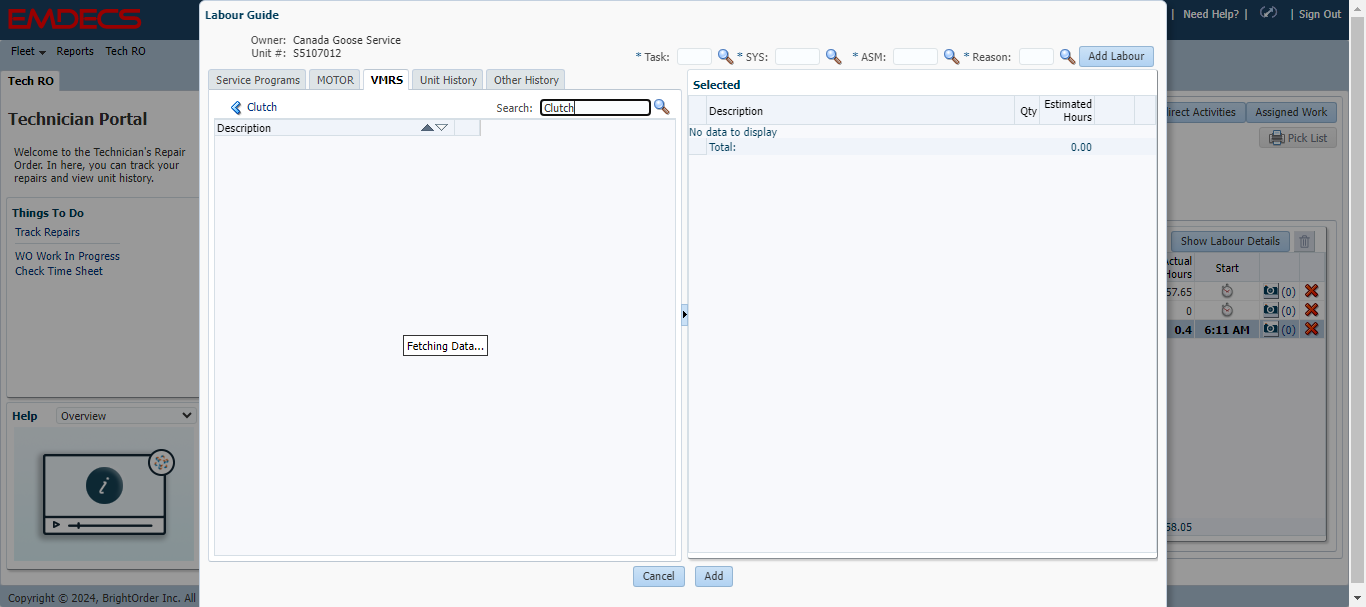 EMDECS
Need Help? |
| Sign Out
Fleet
Reports
Tech RO
Tech RO
Technician Portal
Welcome to the Technician's Repair
Order. In here, you can track your
repairs and view unit history.
Things To Do
Track Repairs
WO Work In Progress
Check Time Sheet
Help
Overview
Copyright © 2024, BrightOrder Inc. All
Labour Guide
Owner: Canada Goose Service
Unit #: S5107012
* Task:
* SYS:
* ASM:
* Reason:
Add Labour
Service Programs
MOTOR
VMRS
Unit History
Other History
Clutch
Search: Clutch
Description
Fetching Data...
Selected
Description
Qty
Estimated
Hours
No data to display
Total:
0.00
Cancel
Add
irect Activities
Assigned Work
Pick List
Show Labour Details
ctual
Hours
Start
57.65
(0)
0
(0)
0.4
6:11 AM
(0)
58.05